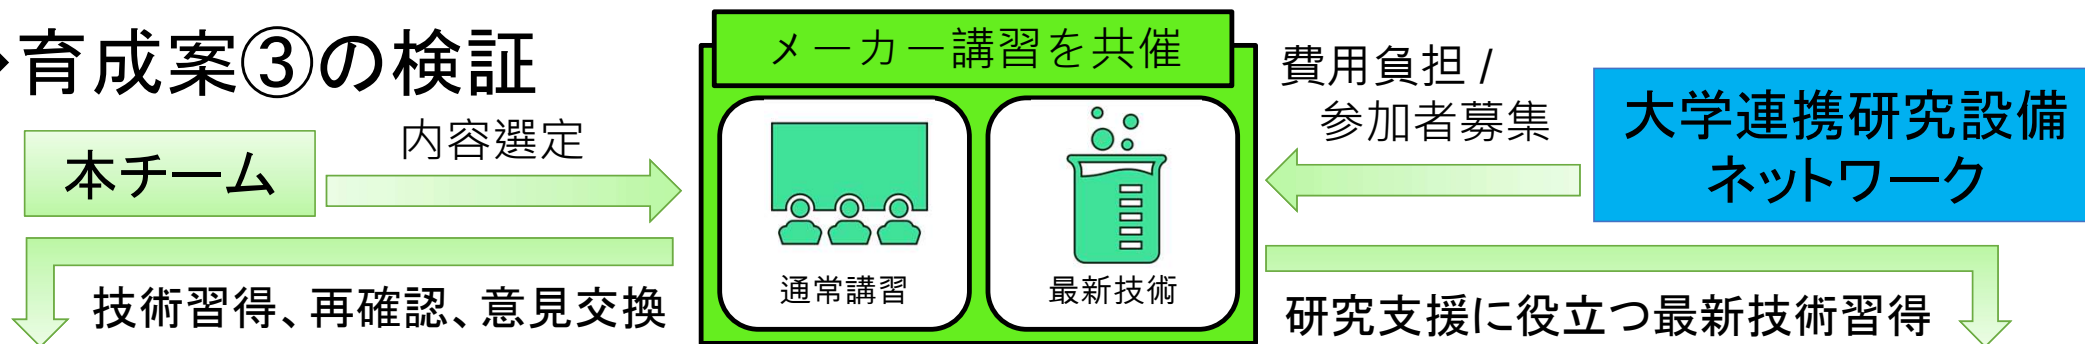 育成案③の検証
本チーム
内容選定
メーカー講習を共催
通常講習
最新技術
費用負担 /
参加者募集
大学連携研究設備
ネットワーク
技術習得、再確認、意見交換
研究支援に役立つ最新技術習得